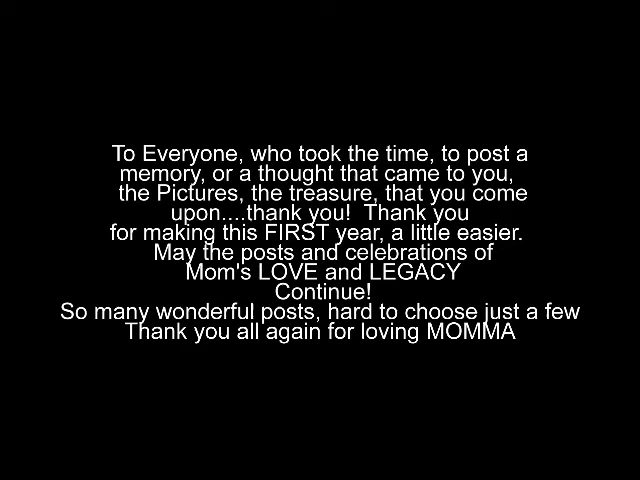 To Everyone, who took the time, to post a
memory, or a thought that came to you,
the Pictures, the treasure, that you come
upon....thank you!  Thank you
for making this FIRST year, a little easier.
May the posts and celebrations of
Mom's LOVE and LEGACY
Continue!
So many wonderful posts, hard to choose just a few
Thank you all again for loving MOMMA